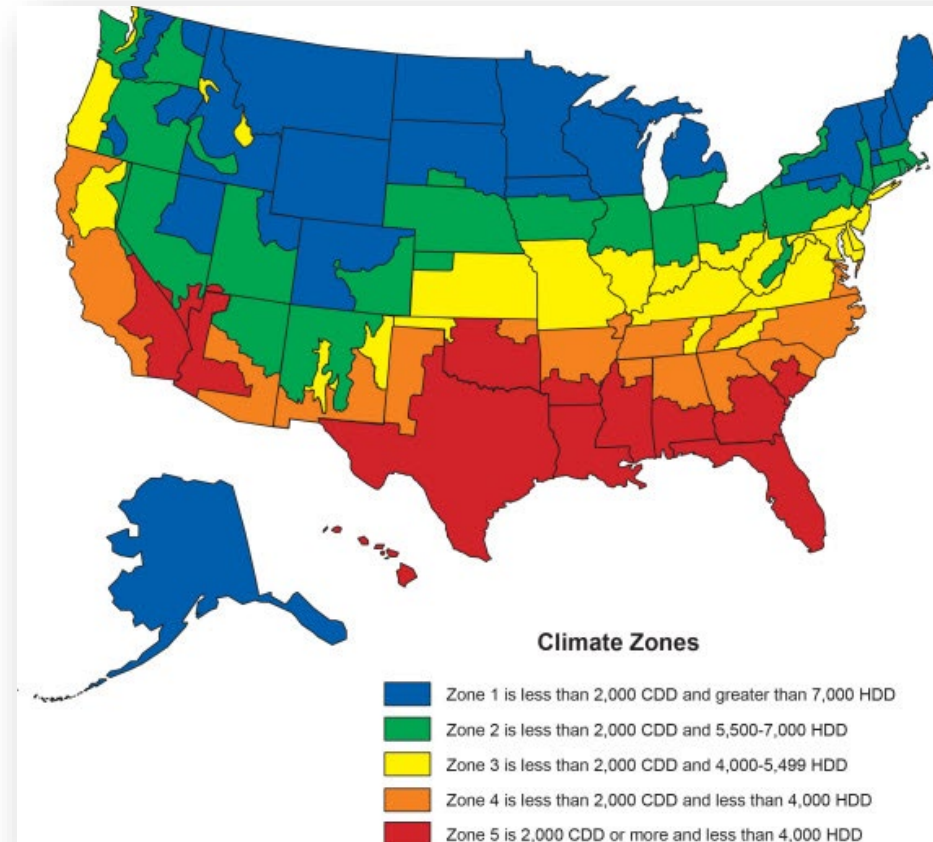 Climate Zones
Zone 1 is less than 2,000 CDD and greater than 7,000 HDD
Zone 2 is less than 2,000 CDD and 5,500-7,000 HDD
Zone 3 is less than 2,000 CDD and 4,000-5,499 HDD
Zone 4 is less than 2,000 CDD and less than 4,000 HDD
Zone 5 is 2,000 CDD or more and less than 4,000 HDD